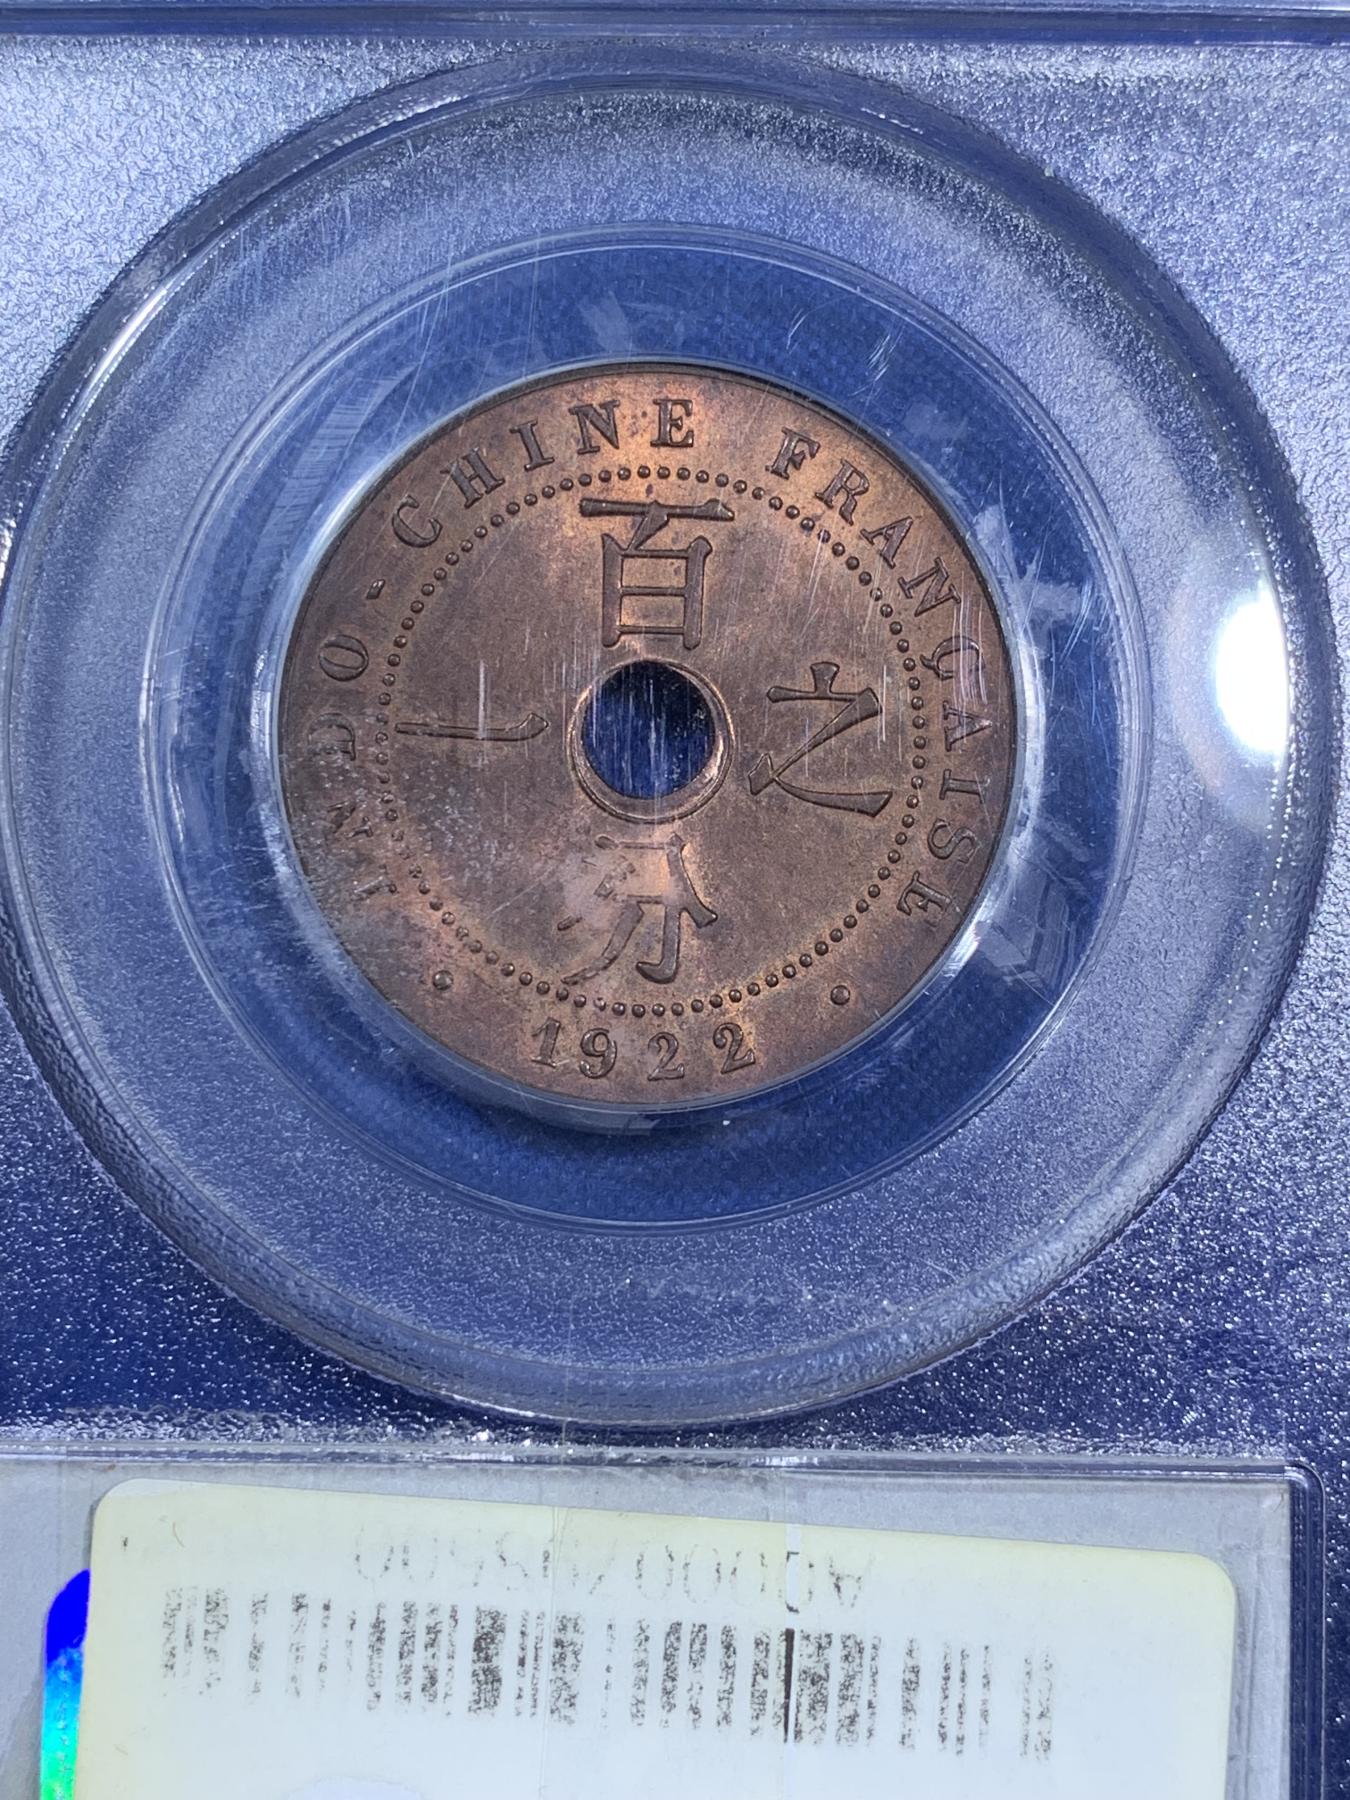 INDO-CHINE FRANÇAISE
百
之
分
一
• 1922 •